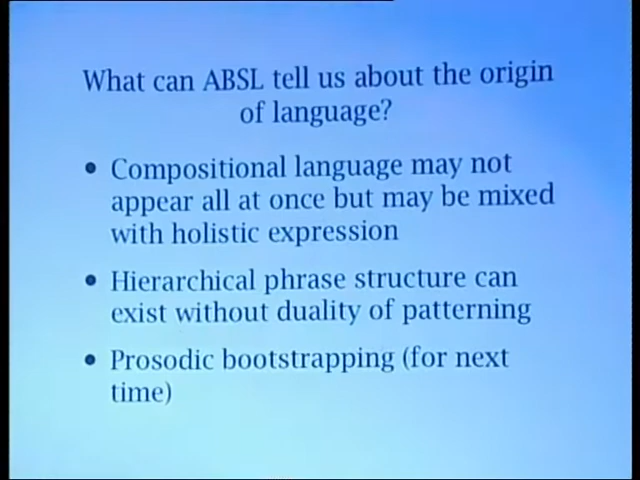 What can ABSL tell us about the origin
of language?
• Compositional language may not
appear all at once but may be mixed
with holistic expression
• Hierarchical phrase structure can
exist without duality of patterning
• Prosodic bootstrapping (for next
time)